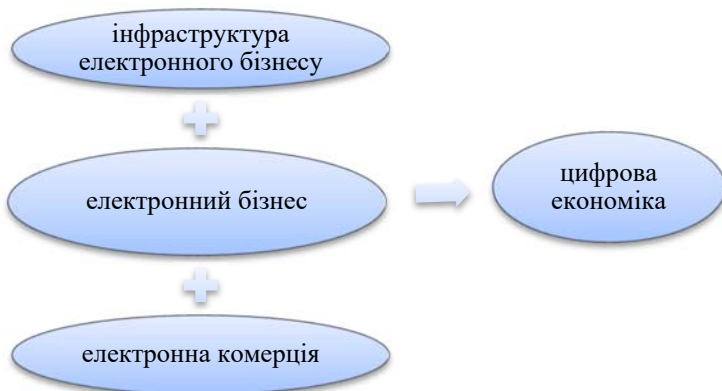 інфраструктура
електронного бізнесу
+
електронний бізнес
цифрова
економіка
+
електронна комерція